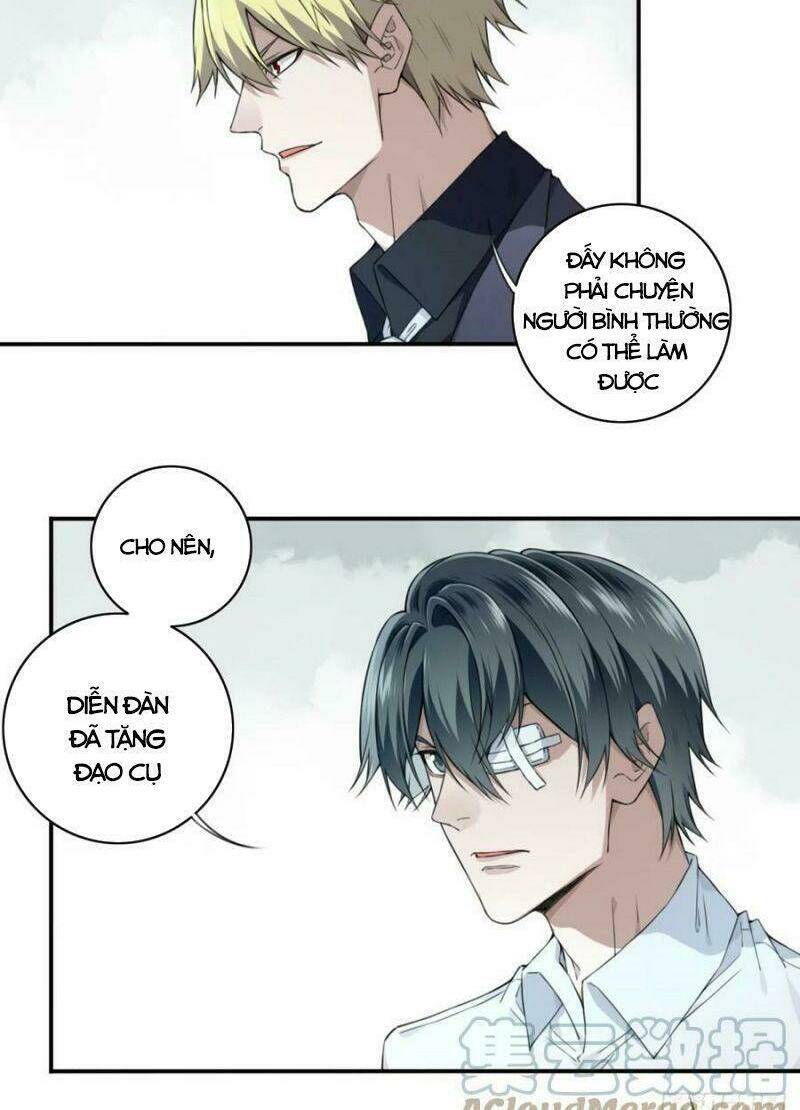 ĐẤY KHÔNG
PHẢI CHUYỆN
NGƯỜI BÌNH THƯỜNG
CÓ THỂ LÀM
ĐƯỢC
CHO NÊN,
DIỄN ĐÀN
ĐÃ TẶNG
ĐẠO CỤ
集云数据
AcloudMerge.com